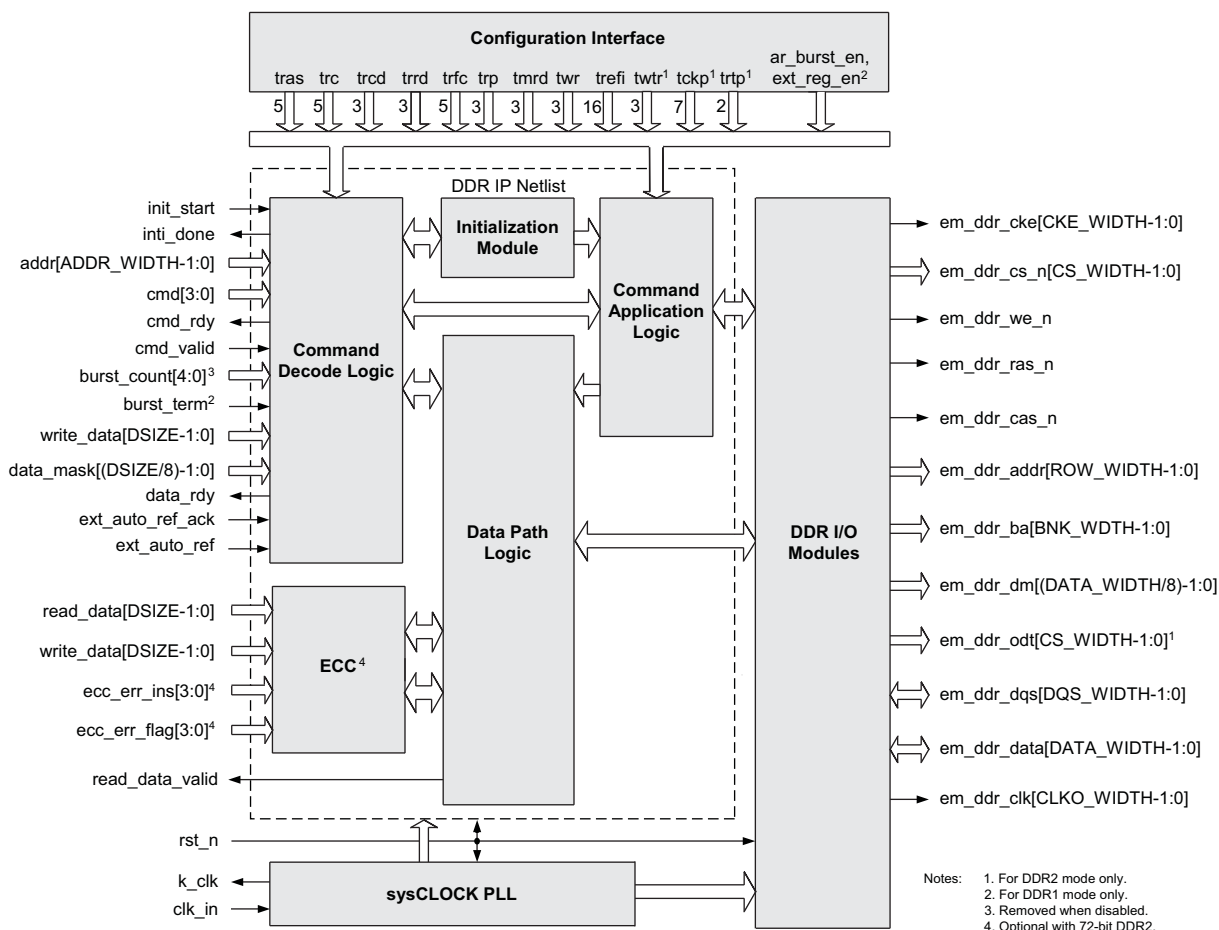 Configuration Interface
tras trc trcd trrd trfc trp tmrd twr trefi twtr¹ tckp¹ trtp¹
ar_burst_en,
ext_reg_en²
5 5 3 3 5 3 3 3 16 3 7 2
DDR IP Netlist
init_start
inti_done
addr[ADDR_WIDTH-1:0]
cmd[3:0]
cmd_rdy
cmd_valid
burst_count[4:0]³
burst_term²
write_data[DSIZE-1:0]
data_mask[(DSIZE/8)-1:0]
data_rdy
ext_auto_ref_ack
ext_auto_ref
read_data[DSIZE-1:0]
write_data[DSIZE-1:0]
ecc_err_ins[3:0]⁴
ecc_err_flag[3:0]⁴
read_data_valid
rst_n
k_clk
clk_in
Command
Decode Logic
Initialization
Module
Command
Application
Logic
Data Path
Logic
ECC⁴
sysCLOCK PLL
DDR I/O
Modules
em_ddr_cke[CKE_WIDTH-1:0]
em_ddr_cs_n[CS_WIDTH-1:0]
em_ddr_we_n
em_ddr_ras_n
em_ddr_cas_n
em_ddr_addr[ROW_WIDTH-1:0]
em_ddr_ba[BNK_WDTH-1:0]
em_ddr_dm[(DATA_WIDTH/8)-1:0]
em_ddr_odt[CS_WIDTH-1:0]¹
em_ddr_dqs[DQS_WIDTH-1:0]
em_ddr_data[DATA_WIDTH-1:0]
em_ddr_clk[CLKO_WIDTH-1:0]
Notes: 1. For DDR2 mode only.
2. For DDR1 mode only.
3. Removed when disabled.
4. Optional with 72-bit DDR2.